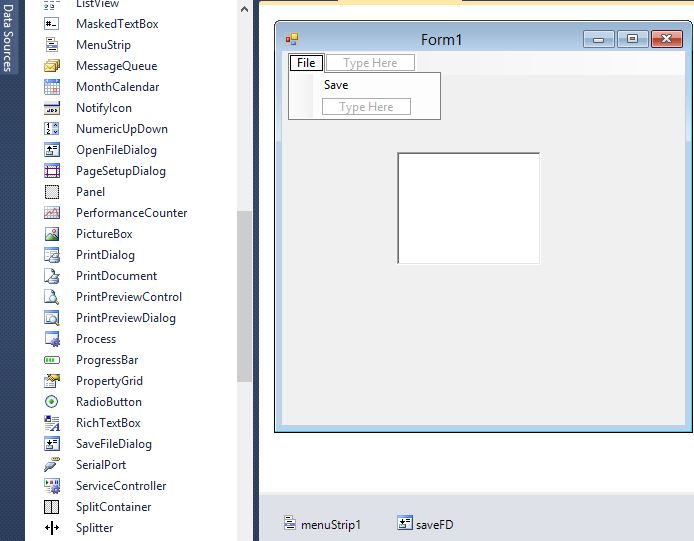 Data Sources
ListView
MaskedTextBox
MenuStrip
MessageQueue
MonthCalendar
NotifyIcon
NumericUpDown
OpenFileDialog
PageSetupDialog
Panel
PerformanceCounter
PictureBox
PrintDialog
PrintDocument
PrintPreviewControl
PrintPreviewDialog
Process
ProgressBar
PropertyGrid
RadioButton
RichTextBox
SaveFileDialog
SerialPort
ServiceController
SplitContainer
Splitter
Form1
File Type Here
Save
Type Here
menuStrip1 saveFD